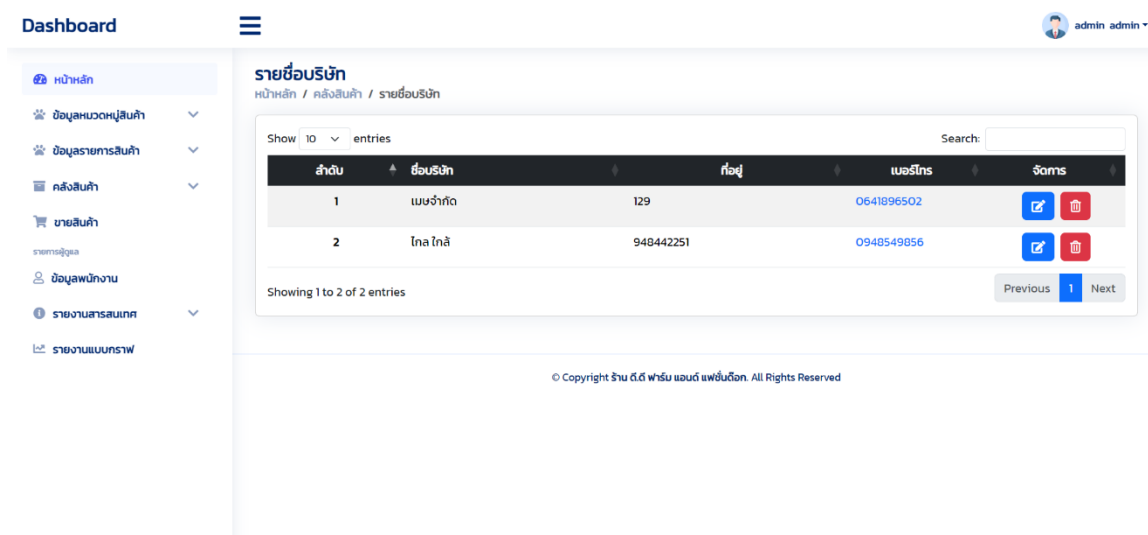 Dashboard
admin admin
หน้าหลัก
ข้อมูลหมวดหมู่สินค้า
ข้อมูลรายการสินค้า
คลังสินค้า
ขายสินค้า
รายการผู้ดูแล
ข้อมูลพนักงาน
รายงานสารสนเทศ
รายงานแบบกราฟ
รายชื่อบริษัท
หน้าหลัก / คลังสินค้า / รายชื่อบริษัท
Show 10 entries Search:
ลำดับ ชื่อบริษัท ที่อยู่ เบอร์โทร จัดการ
1 เมษจำกัด 129 0641896502
2 ไกล ใกล้ 948442251 0948549856
Showing 1 to 2 of 2 entries Previous 1 Next
© Copyright ร้าน ดี.ดี ฟาร์ม แอนด์ แฟชั่นด๊อก. All Rights Reserved